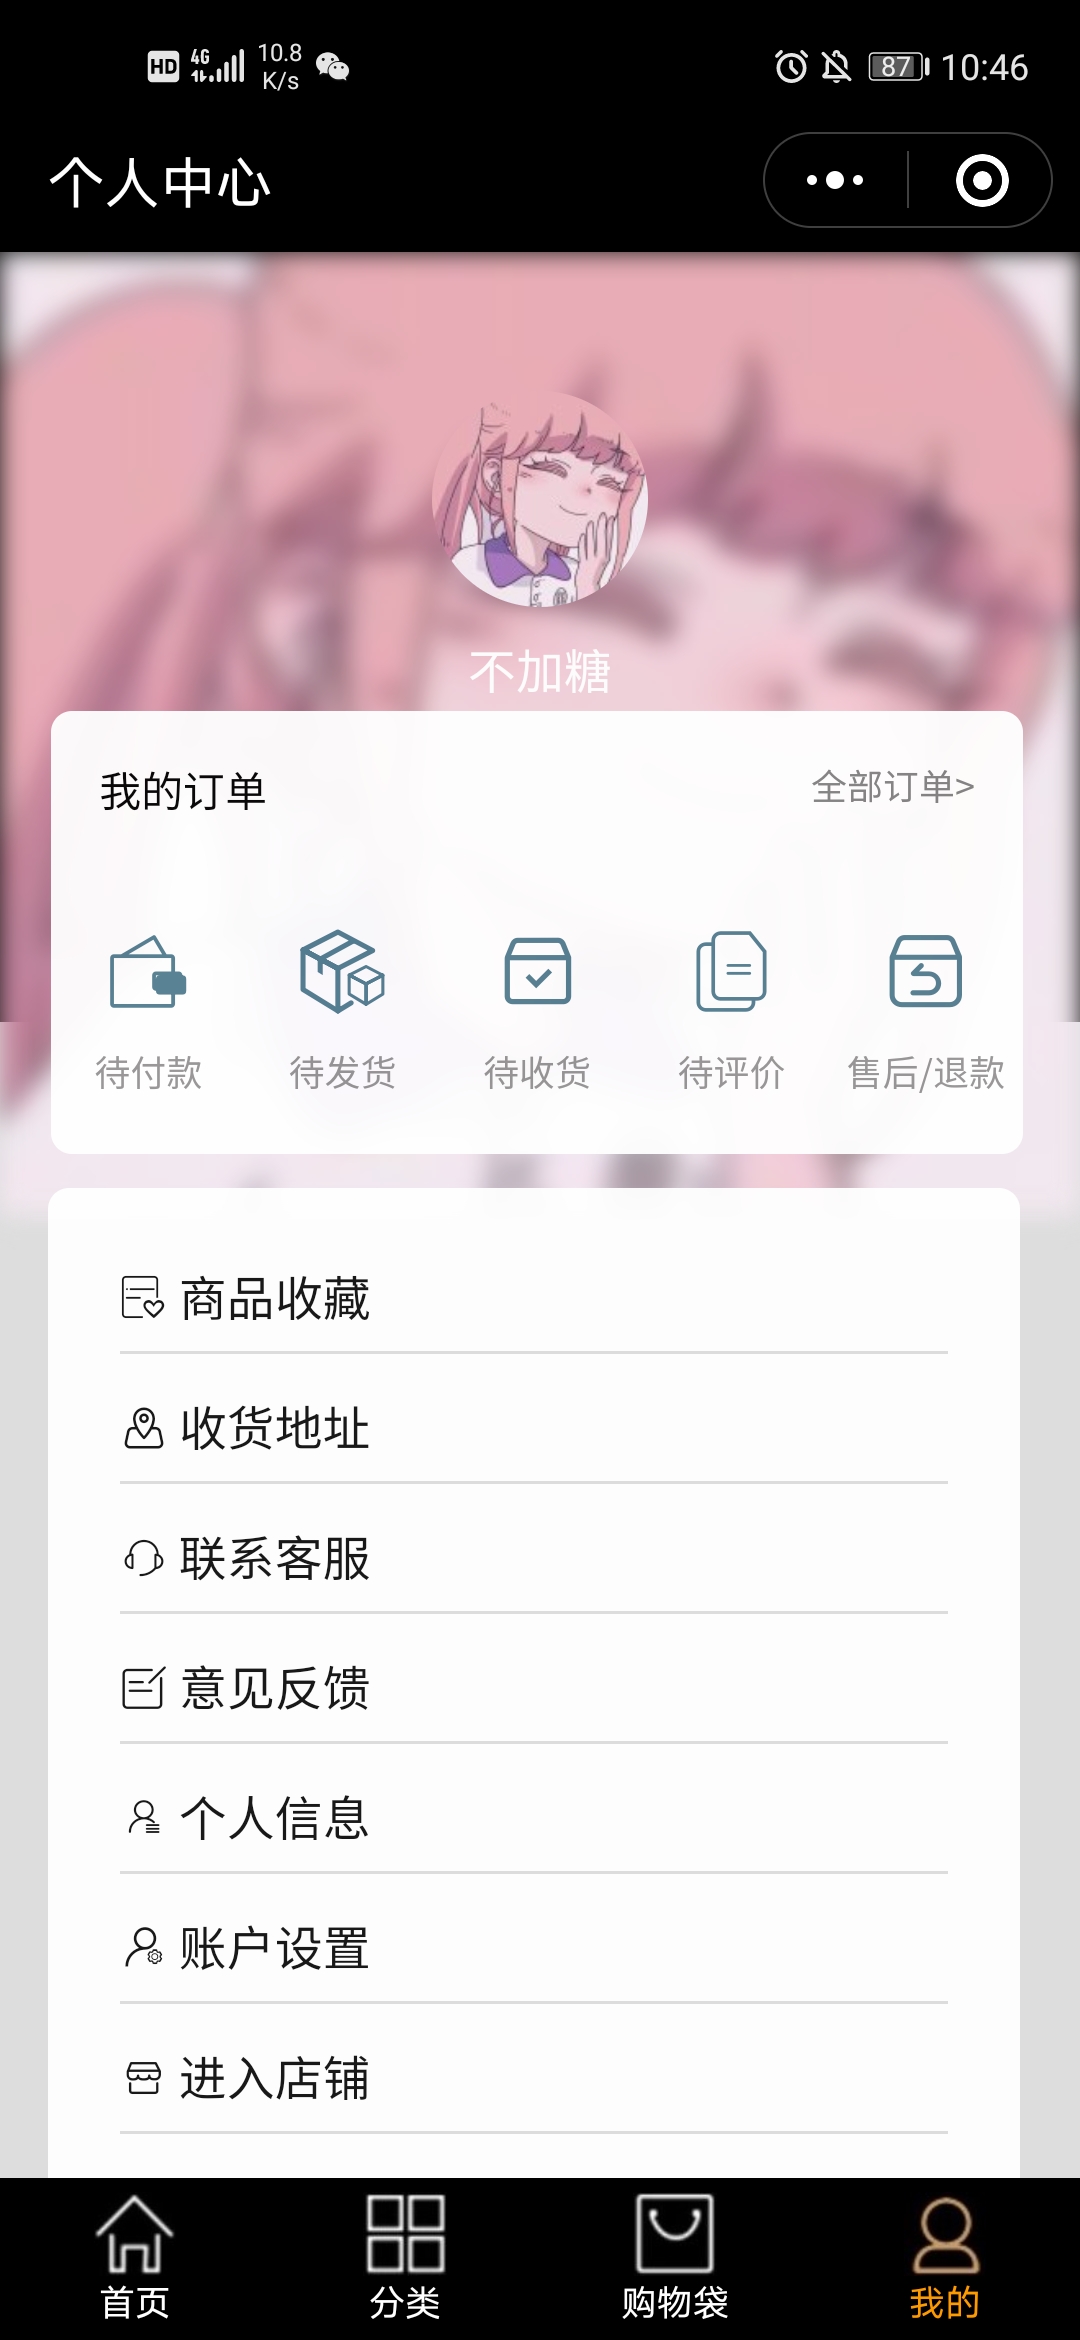 HD 4G 10.8 K/s 87 10:46
个人中心
不加糖
我的订单 全部订单>
待付款 待发货 待收货 待评价 售后/退款
商品收藏
收货地址
联系客服
意见反馈
个人信息
账户设置
进入店铺
首页 分类 购物袋 我的